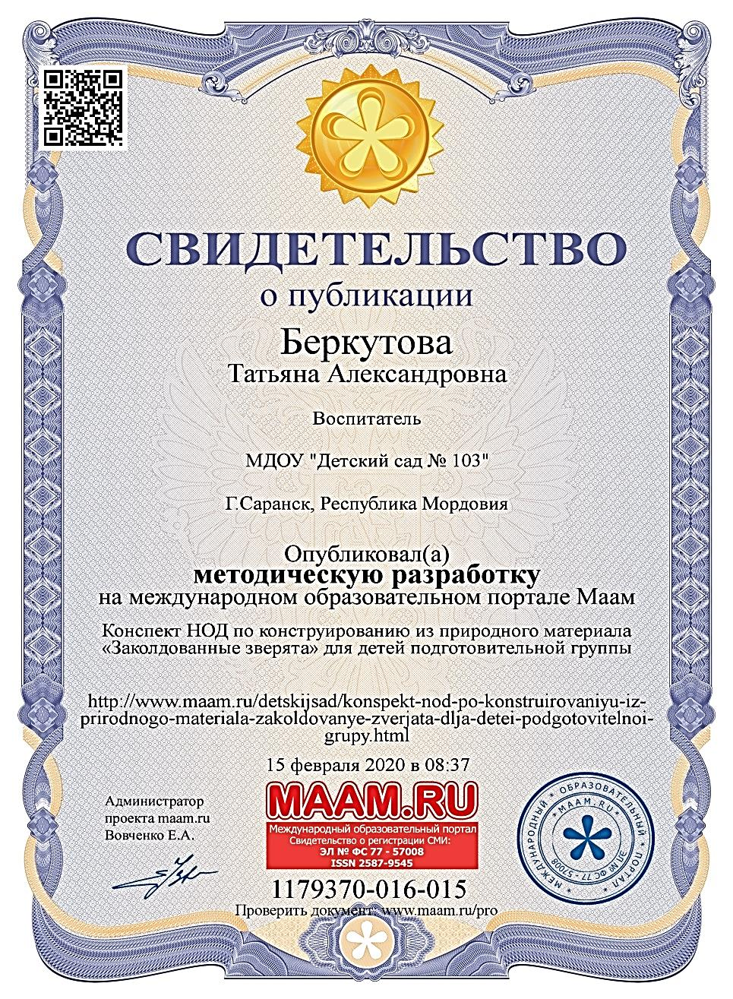 СВИДЕТЕЛЬСТВО
о публикации
Беркутова
Татьяна Александровна
Воспитатель
МДОУ "Детский сад № 103"
Г.Саранск, Республика Мордовия
Опубликовал(а)
методическую разработку
на международном образовательном портале Маам
Конспект НОД по конструированию из природного материала
«Заколдованные зверята» для детей подготовительной группы
http://www.maam.ru/detskijsad/konspekt-nod-po-konstruirovaniyu-iz-
prirodnogo-materiala-zakoldovanye-zverjata-dlja-detei-podgotovitelnoi-
grupy.html
15 февраля 2020 в 08:37
Администратор
проекта maam.ru
Вовченко Е.А.
MAAM.RU
Международный образовательный портал
Свидетельство о регистрации СМИ:
ЭЛ № ФС 77 - 57008
ISSN 2587-9545
МЕЖДУНАРОДНЫЙ * ОБРАЗОВАТЕЛЬНЫЙ * ПОРТАЛ *
* МААМ.RU *
ЭЛ № ФС 77 - 57008
1179370-016-015
Проверить документ: www.maam.ru/pro